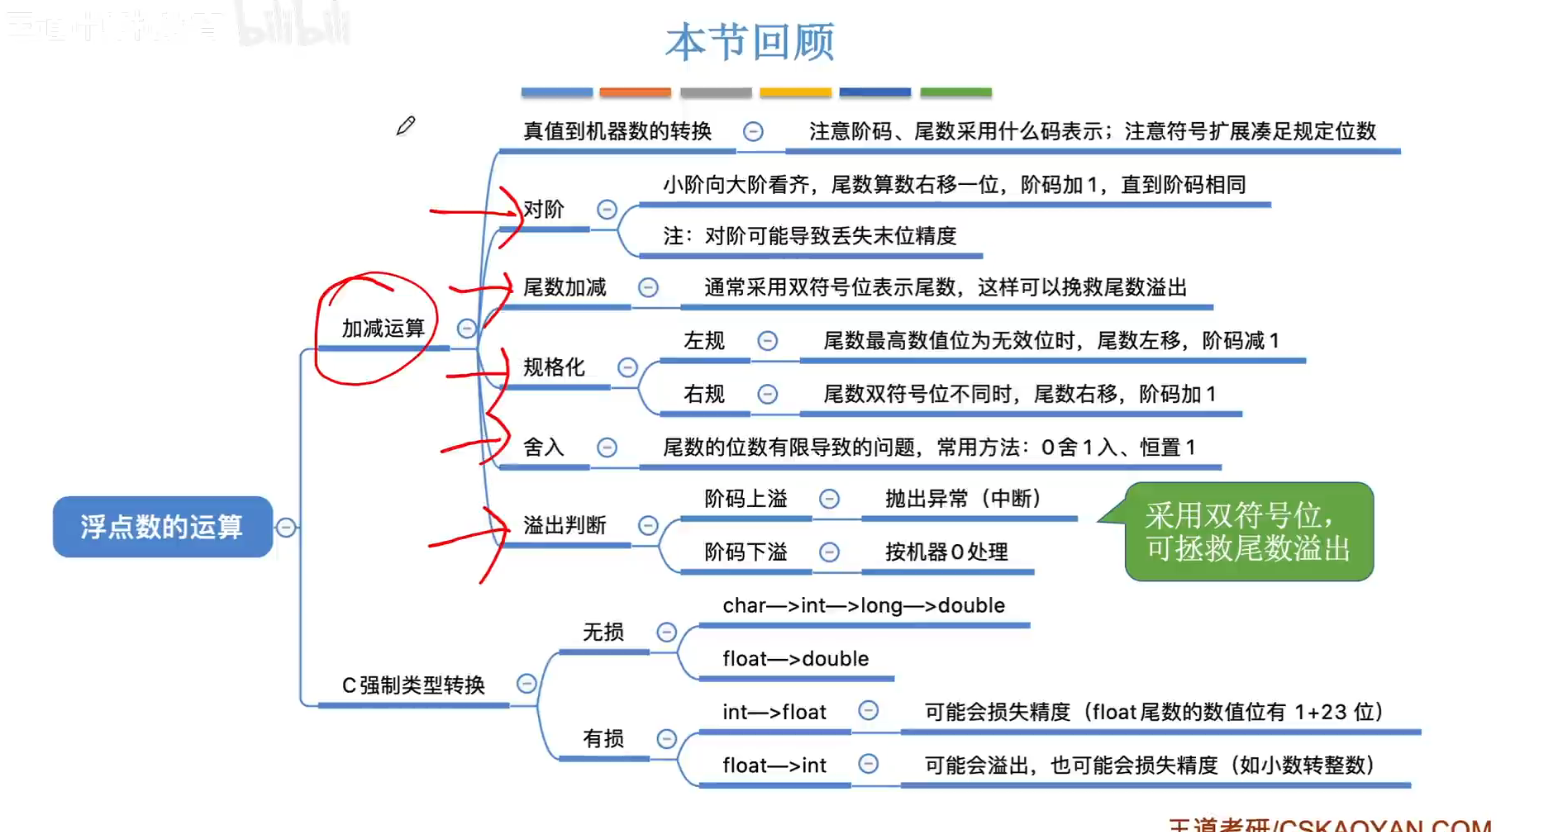 bilibili
本节回顾
真值到机器数的转换
注意阶码、尾数采用什么码表示；注意符号扩展凑足规定位数
对阶
小阶向大阶看齐，尾数算数右移一位，阶码加1，直到阶码相同
注：对阶可能导致丢失末位精度
尾数加减
通常采用双符号位表示尾数，这样可以挽救尾数溢出
加减运算
规格化
左规
尾数最高数值位为无效位时，尾数左移，阶码减1
右规
尾数双符号位不同时，尾数右移，阶码加1
舍入
尾数的位数有限导致的问题，常用方法：0舍1入、恒置1
溢出判断
阶码上溢
抛出异常（中断）
阶码下溢
按机器0处理
采用双符号位，
可拯救尾数溢出
浮点数的运算
C强制类型转换
无损
char—>int—>long—>double
float—>double
有损
int—>float
可能会损失精度（float尾数的数值位有 1+23 位）
float—>int
可能会溢出，也可能会损失精度（如小数转整数）
王道考研/CSKAOYAN.COM